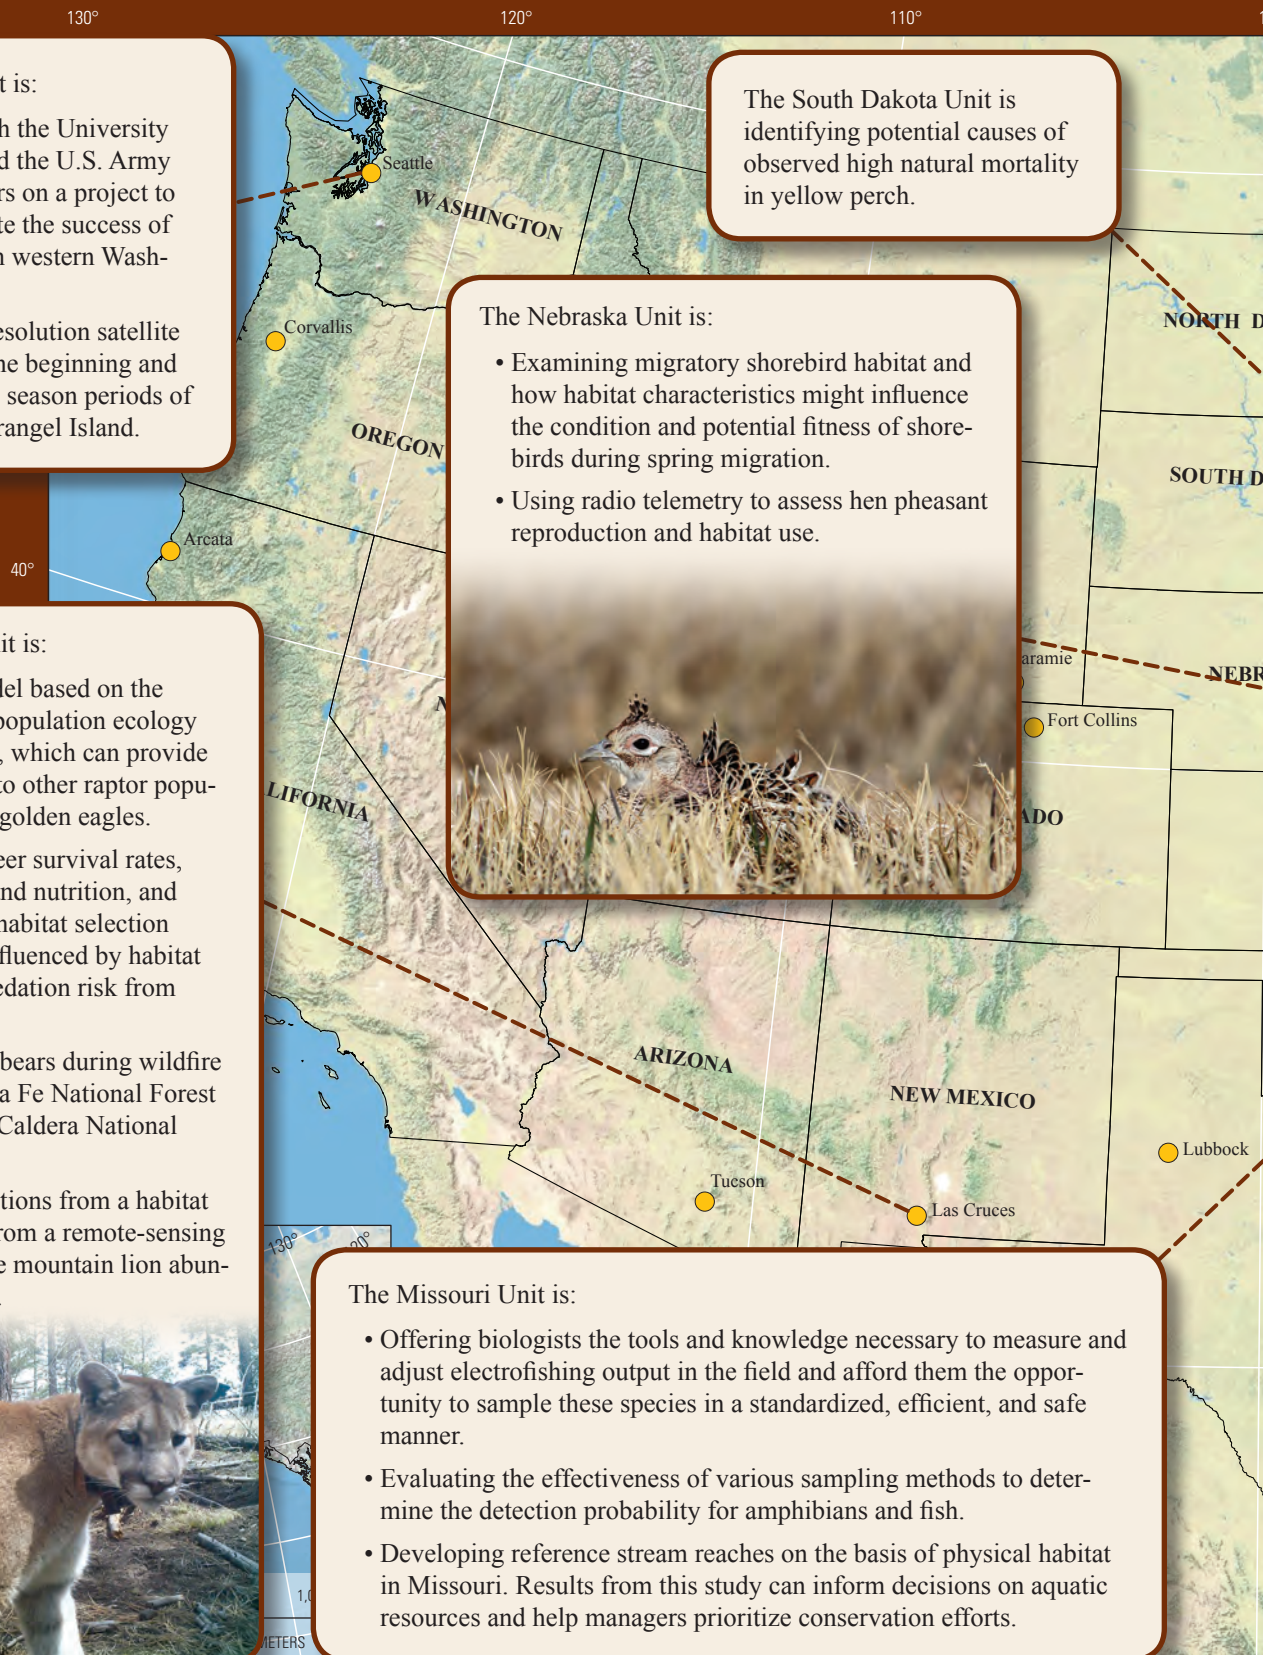 130°
120°
110°
t is:
h the University
d the U.S. Army
rs on a project to
te the success of
n western Wash-
esolution satellite
ne beginning and
season periods of
rangel Island.
The South Dakota Unit is
identifying potential causes of
observed high natural mortality
in yellow perch.
Seattle
WASHINGTON
Corvallis
OREGON
Arcata
40°
NORTH D
SOUTH D
The Nebraska Unit is:
• Examining migratory shorebird habitat and
how habitat characteristics might influence
the condition and potential fitness of shore-
birds during spring migration.
• Using radio telemetry to assess hen pheasant
reproduction and habitat use.
aramie
NEBR
Fort Collins
N
LIFORNIA
ADO
it is:
del based on the
population ecology
, which can provide
to other raptor popu-
golden eagles.
eer survival rates,
nd nutrition, and
habitat selection
fluenced by habitat
edation risk from
bears during wildfire
a Fe National Forest
Caldera National
tions from a habitat
rom a remote-sensing
e mountain lion abun-
ARIZONA
NEW MEXICO
Lubbock
Tucson
Las Cruces
130°
20°
The Missouri Unit is:
• Offering biologists the tools and knowledge necessary to measure and
adjust electrofishing output in the field and afford them the oppor-
tunity to sample these species in a standardized, efficient, and safe
manner.
• Evaluating the effectiveness of various sampling methods to deter-
mine the detection probability for amphibians and fish.
• Developing reference stream reaches on the basis of physical habitat
in Missouri. Results from this study can inform decisions on aquatic
resources and help managers prioritize conservation efforts.
1,0
METERS